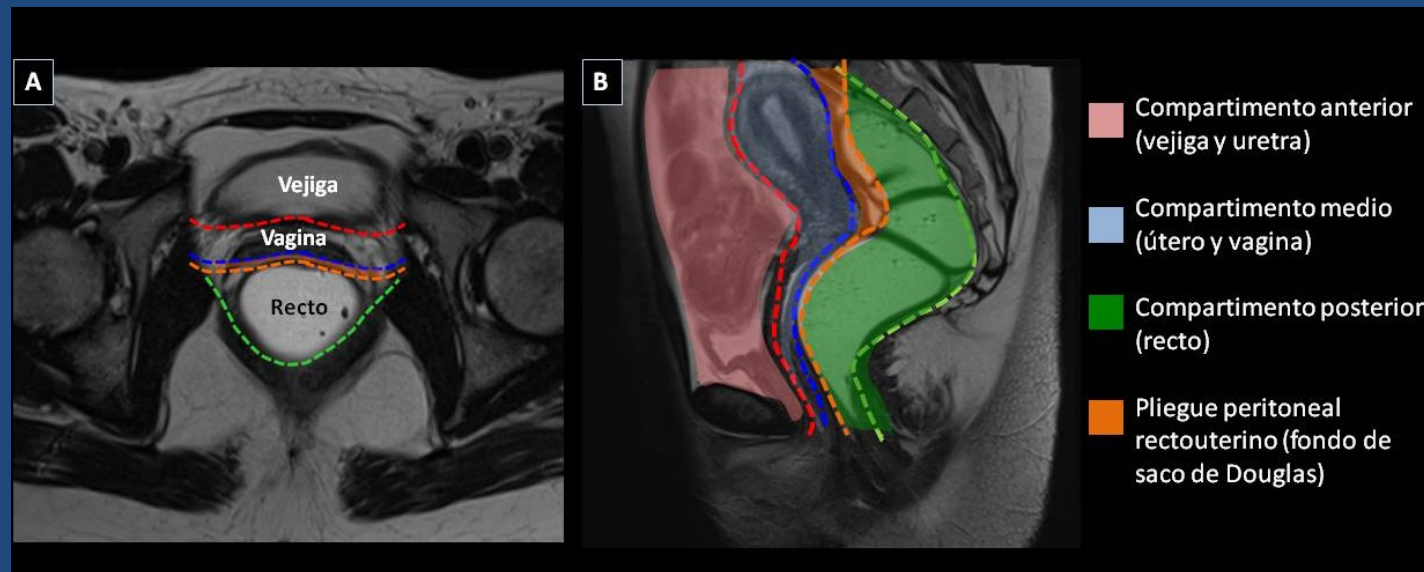 A
Vejiga
Vagina
Recto
B
Compartimento anterior
(vejiga y uretra)
Compartimento medio
(útero y vagina)
Compartimento posterior
(recto)
Pliegue peritoneal
rectouterino (fondo de
saco de Douglas)